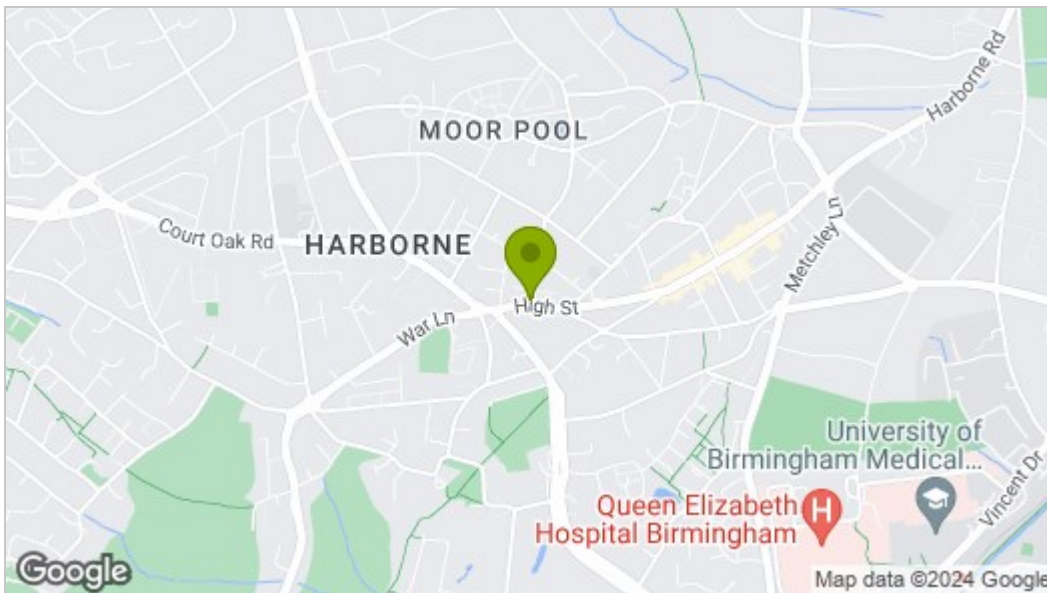 Harborne Rd
MOOR POOL
Court Oak Rd
HARBORNE
Metchley Ln
High St
War Ln
University of
Birmingham Medical...
Vincent Dr
Queen Elizabeth
Hospital Birmingham
H
Google
Map data ©2024 Google